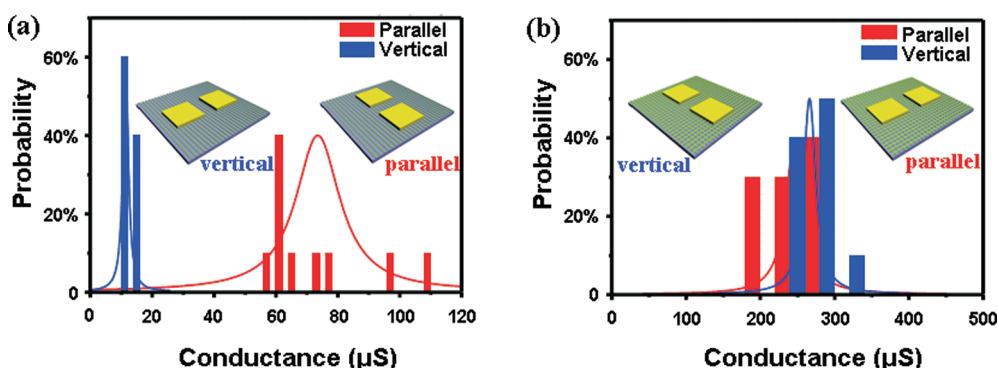 (a)
Parallel
Vertical
60%
40%
20%
0
Probability
vertical
parallel
0 20 40 60 80 100 120
Conductance (µS)
(b)
Parallel
Vertical
60%
40%
20%
0
Probability
vertical
parallel
0 100 200 300 400 500
Conductance (µS)